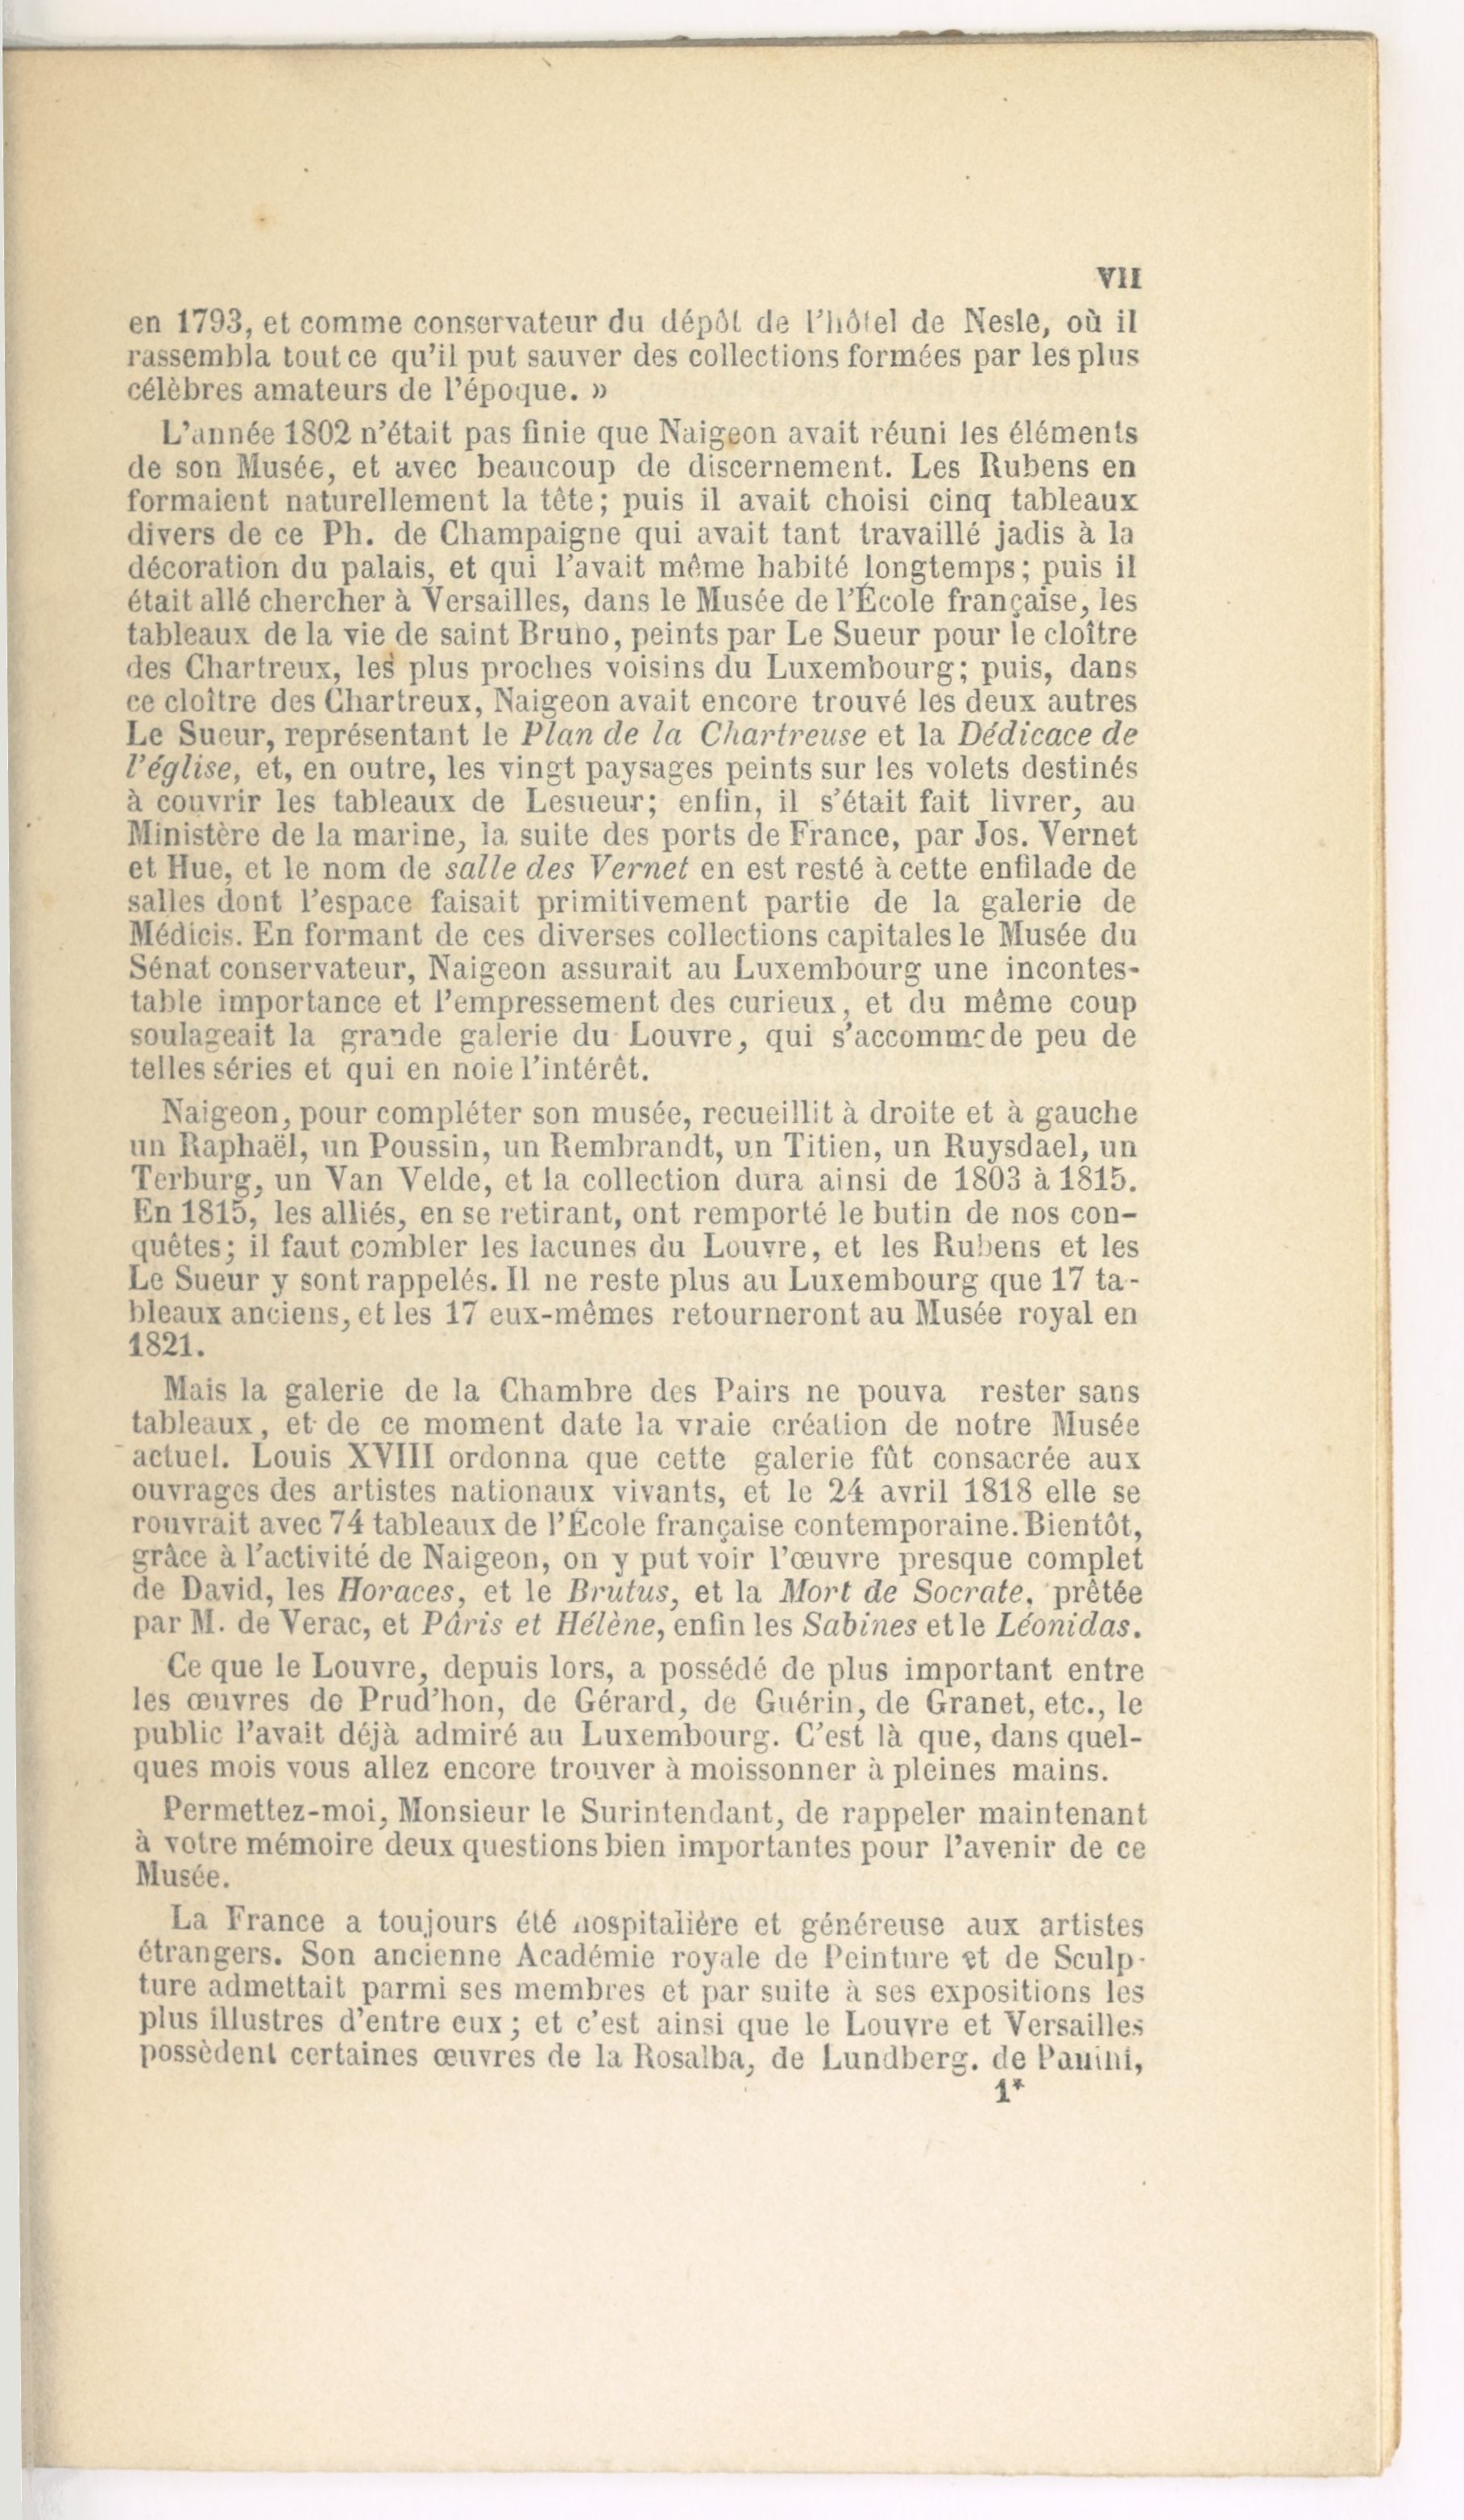 VII
en 1793, et comme conservateur du dépôt de l'hôtel de Nesle, où il
rassembla tout ce qu'il put sauver des collections formées par les plus
célèbres amateurs de l'époque. »
L'année 1802 n'était pas finie que Naigeon avait réuni les éléments
de son Musée, et avec beaucoup de discernement. Les Rubens en
formaient naturellement la tête; puis il avait choisi cinq tableaux
divers de ce Ph. de Champaigne qui avait tant travaillé jadis à la
décoration du palais, et qui l'avait même habité longtemps; puis il
était allé chercher à Versailles, dans le Musée de l'École française, les
tableaux de la vie de saint Bruno, peints par Le Sueur pour le cloître
des Chartreux, les plus proches voisins du Luxembourg; puis, dans
ce cloître des Chartreux, Naigeon avait encore trouvé les deux autres
Le Sueur, représentant le Plan de la Chartreuse et la Dédicace de
l'église, et, en outre, les vingt paysages peints sur les volets destinés
à couvrir les tableaux de Lesueur; enfin, il s'était fait livrer, au
Ministère de la marine, la suite des ports de France, par Jos. Vernet
et Hue, et le nom de salle des Vernet en est resté à cette enfilade de
salles dont l'espace faisait primitivement partie de la galerie de
Médicis. En formant de ces diverses collections capitales le Musée du
Sénat conservateur, Naigeon assurait au Luxembourg une incontes-
table importance et l'empressement des curieux, et du même coup
soulageait la grande galerie du Louvre, qui s'accommode peu de
telles séries et qui en noie l'intérêt.
Naigeon, pour compléter son musée, recueillit à droite et à gauche
un Raphaël, un Poussin, un Rembrandt, un Titien, un Ruysdael, un
Terburg, un Van Velde, et la collection dura ainsi de 1803 à 1815.
En 1815, les alliés, en se retirant, ont remporté le butin de nos con-
quêtes; il faut combler les lacunes du Louvre, et les Rubens et les
Le Sueur y sont rappelés. Il ne reste plus au Luxembourg que 17 ta-
bleaux anciens, et les 17 eux-mêmes retourneront au Musée royal en
1821.
Mais la galerie de la Chambre des Pairs ne pouva rester sans
tableaux, et de ce moment date la vraie création de notre Musée
actuel. Louis XVIII ordonna que cette galerie fût consacrée aux
ouvrages des artistes nationaux vivants, et le 24 avril 1818 elle se
rouvrait avec 74 tableaux de l'École française contemporaine. Bientôt,
grâce à l'activité de Naigeon, on y put voir l'œuvre presque complet
de David, les Horaces, et le Brutus, et la Mort de Socrate, prêtée
par M. de Verac, et Pâris et Hélène, enfin les Sabines et le Léonidas.
Ce que le Louvre, depuis lors, a possédé de plus important entre
les œuvres de Prud'hon, de Gérard, de Guérin, de Granet, etc., le
public l'avait déjà admiré au Luxembourg. C'est là que, dans quel-
ques mois vous allez encore trouver à moissonner à pleines mains.
Permettez-moi, Monsieur le Surintendant, de rappeler maintenant
à votre mémoire deux questions bien importantes pour l'avenir de ce
Musée.
La France a toujours été hospitalière et généreuse aux artistes
étrangers. Son ancienne Académie royale de Peinture et de Sculp-
ture admettait parmi ses membres et par suite à ses expositions les
plus illustres d'entre eux; et c'est ainsi que le Louvre et Versailles
possèdent certaines œuvres de la Rosalba, de Lundberg. de Panini,
1*